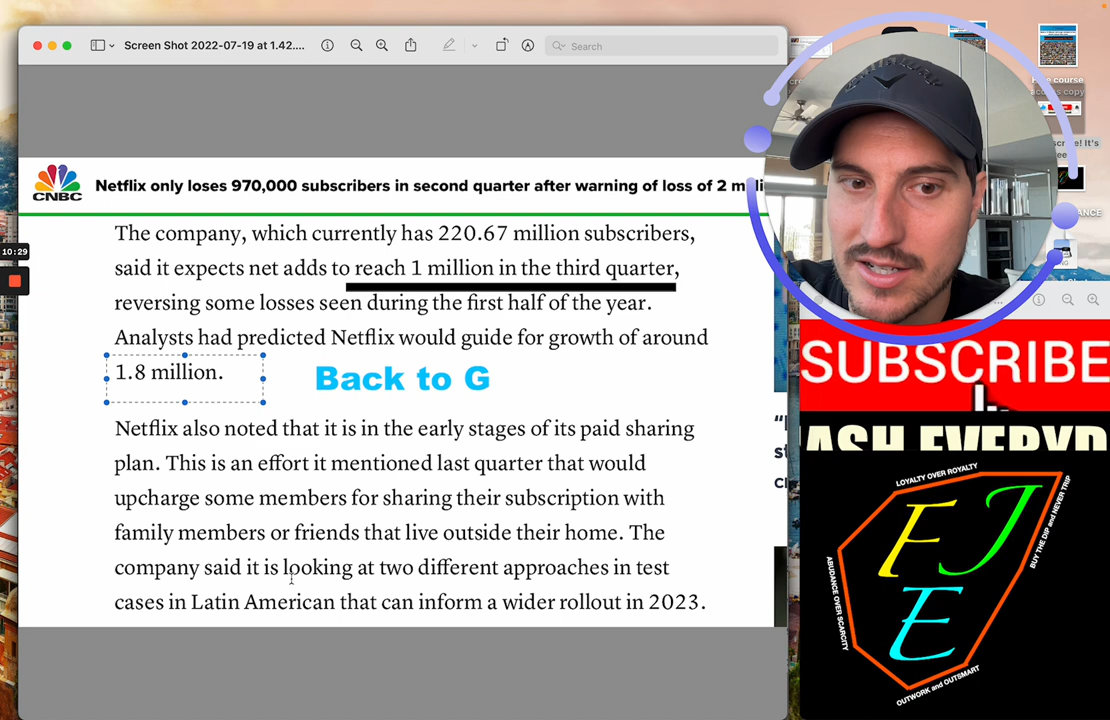 Screen Shot 2022-07-19 at 1.42....
Search
CNBC
Netflix only loses 970,000 subscribers in second quarter after warning of loss of 2
The company, which currently has 220.67 million subscribers,
said it expects net adds to reach 1 million in the third quarter,
reversing some losses seen during the first half of the year.
Analysts had predicted Netflix would guide for growth of around
1.8 million.
Back to G
Netflix also noted that it is in the early stages of its paid sharing
plan. This is an effort it mentioned last quarter that would
upcharge some members for sharing their subscription with
family members or friends that live outside their home. The
company said it is looking at two different approaches in test
cases in Latin American that can inform a wider rollout in 2023.
10:29
course
copy
SUBSCRIBE
LOYALTY OVER ROYALTY
BUY THE DIP and NEVER TRIP
ABUDANCE OVER SCARCITY
OUTWORK and OUTSMART
F J
E